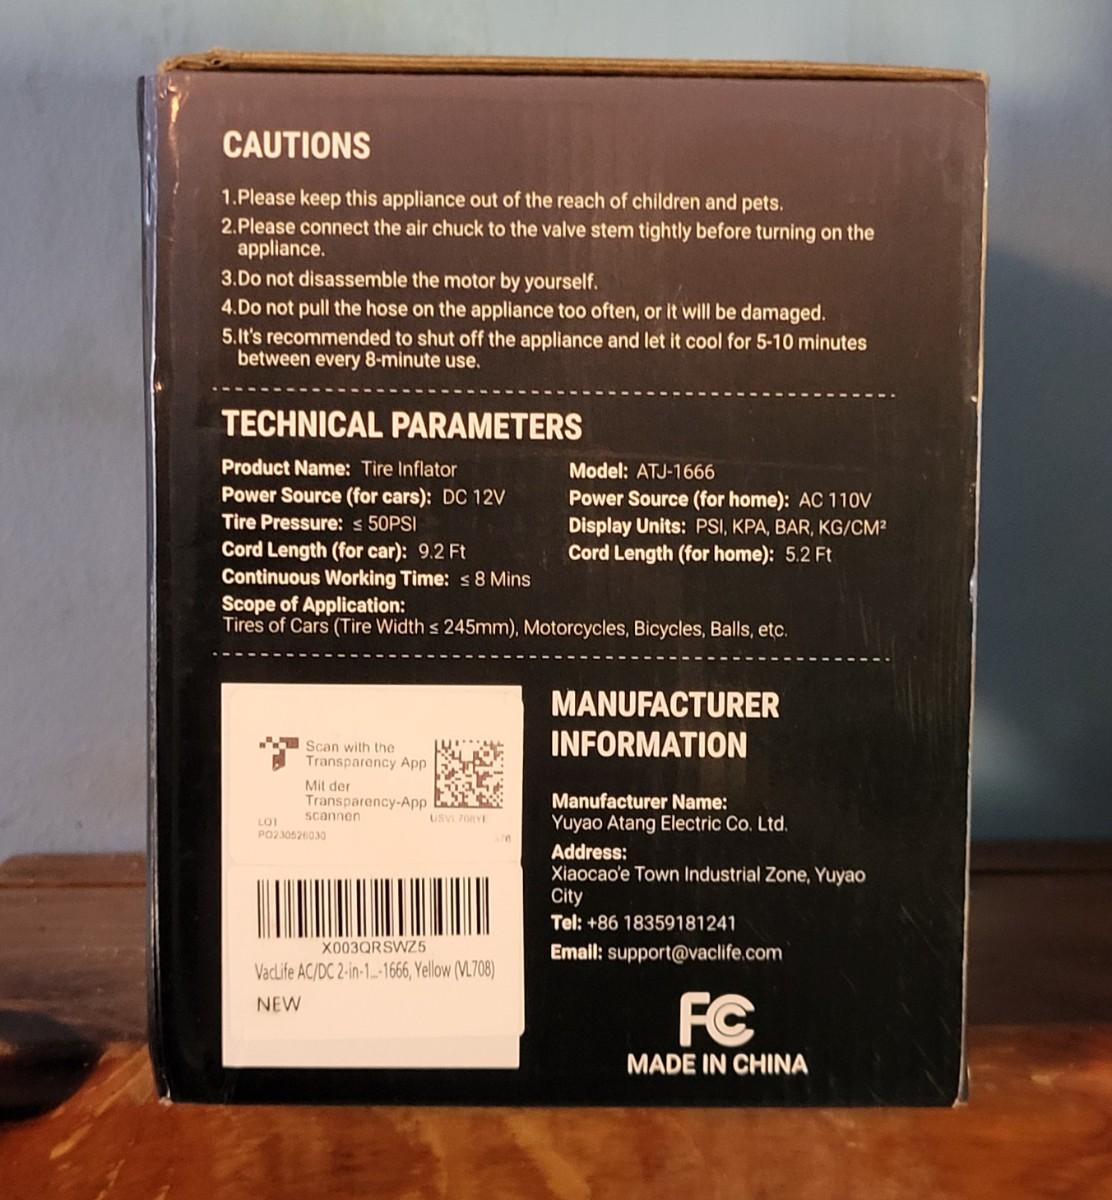 CAUTIONS
1.Please keep this appliance out of the reach of children and pets.
2.Please connect the air chuck to the valve stem tightly before turning on the
appliance.
3.Do not disassemble the motor by yourself.
4.Do not pull the hose on the appliance too often, or it will be damaged.
5.It's recommended to shut off the appliance and let it cool for 5-10 minutes
between every 8-minute use.
TECHNICAL PARAMETERS
Product Name: Tire Inflator
Model: ATJ-1666
Power Source (for cars): DC 12V
Power Source (for home): AC 110V
Tire Pressure: ≤ 50PSI
Display Units: PSI, KPA, BAR, KG/CM²
Cord Length (for car): 9.2 Ft
Cord Length (for home): 5.2 Ft
Continuous Working Time: ≤ 8 Mins
Scope of Application:
Tires of Cars (Tire Width ≤ 245mm), Motorcycles, Bicycles, Balls, etc.
Scan with the
Transparency App
Mit der
Transparency-App
scannen
LOT
PO230526030
X003QRSWZ5
VacLife AC/DC 2-in-1...-1666, Yellow (VL708)
NEW
MANUFACTURER
INFORMATION
Manufacturer Name:
Yuyao Atang Electric Co. Ltd.
Address:
Xiaocao'e Town Industrial Zone, Yuyao
City
Tel: +86 18359181241
Email: support@vaclife.com
FC
MADE IN CHINA